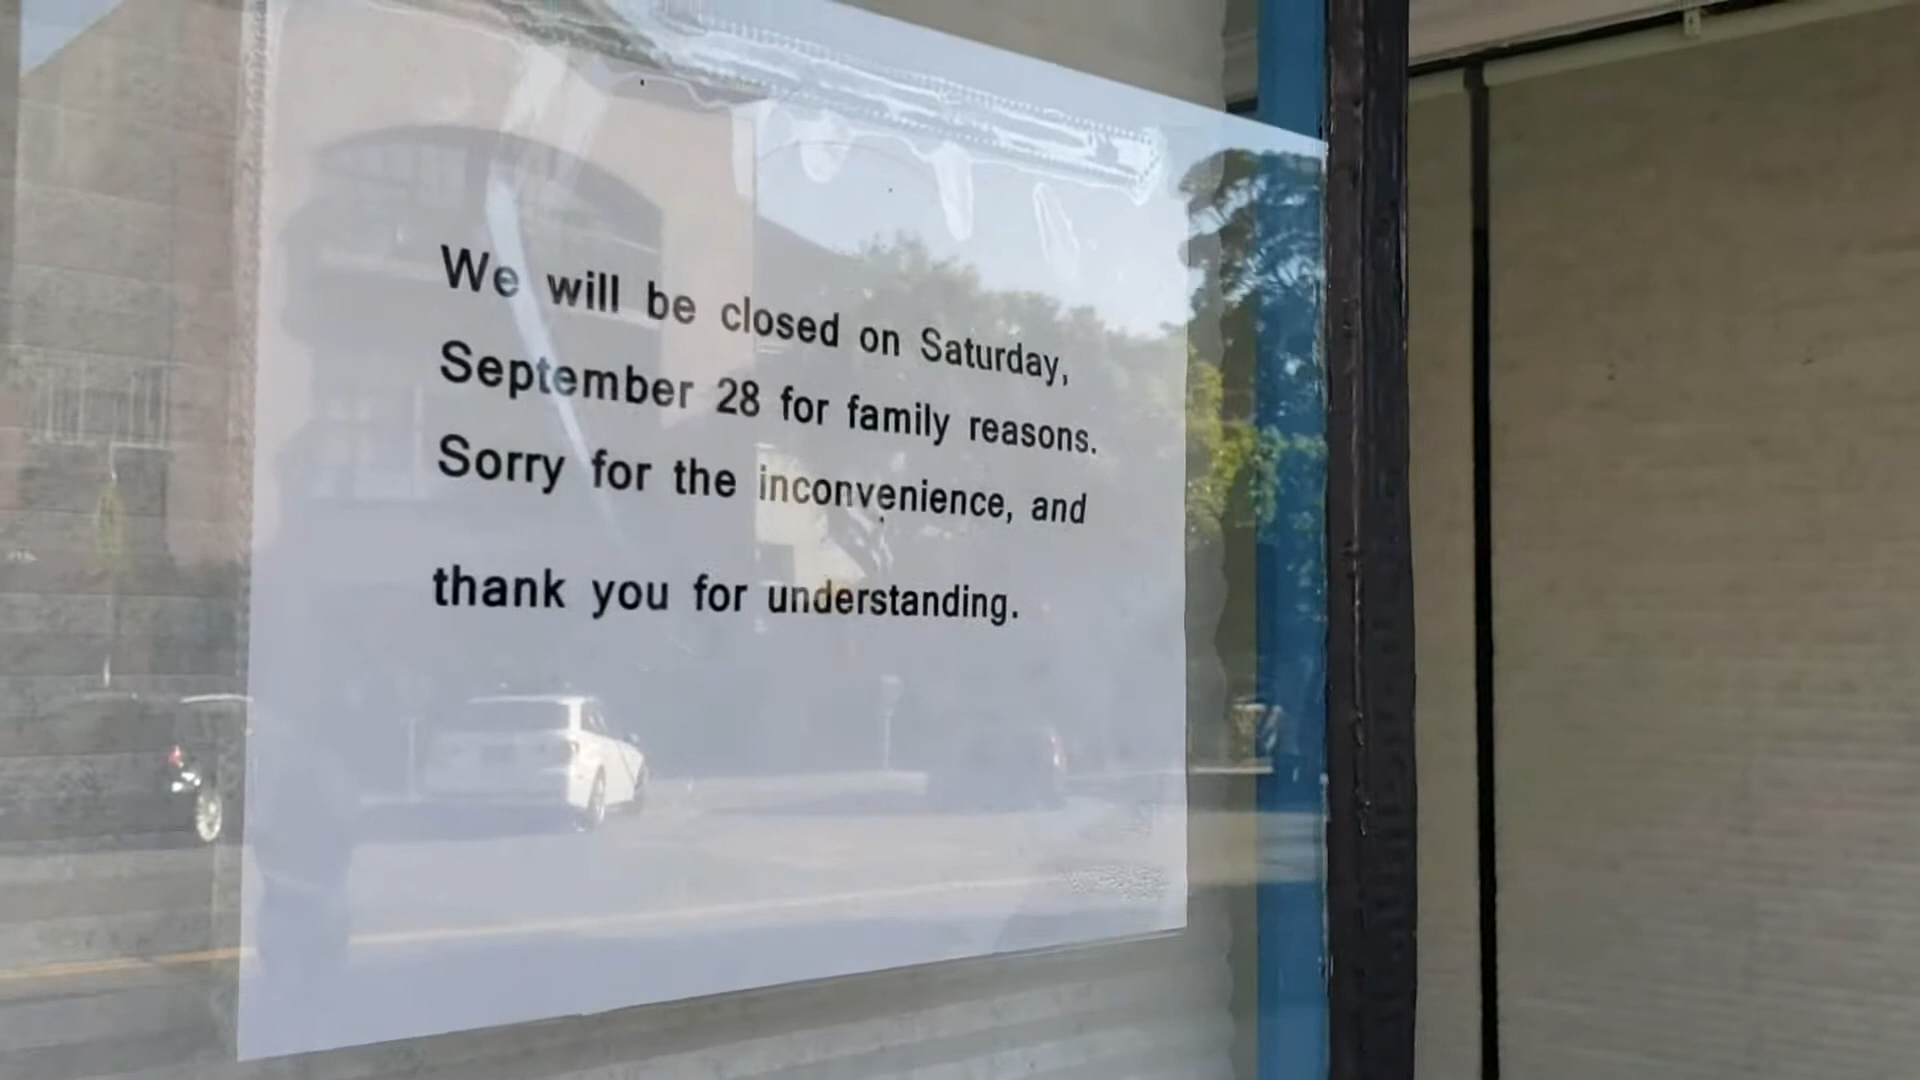 We will be closed on Saturday,
September 28 for family reasons.
Sorry for the inconvenience, and
thank you for understanding.